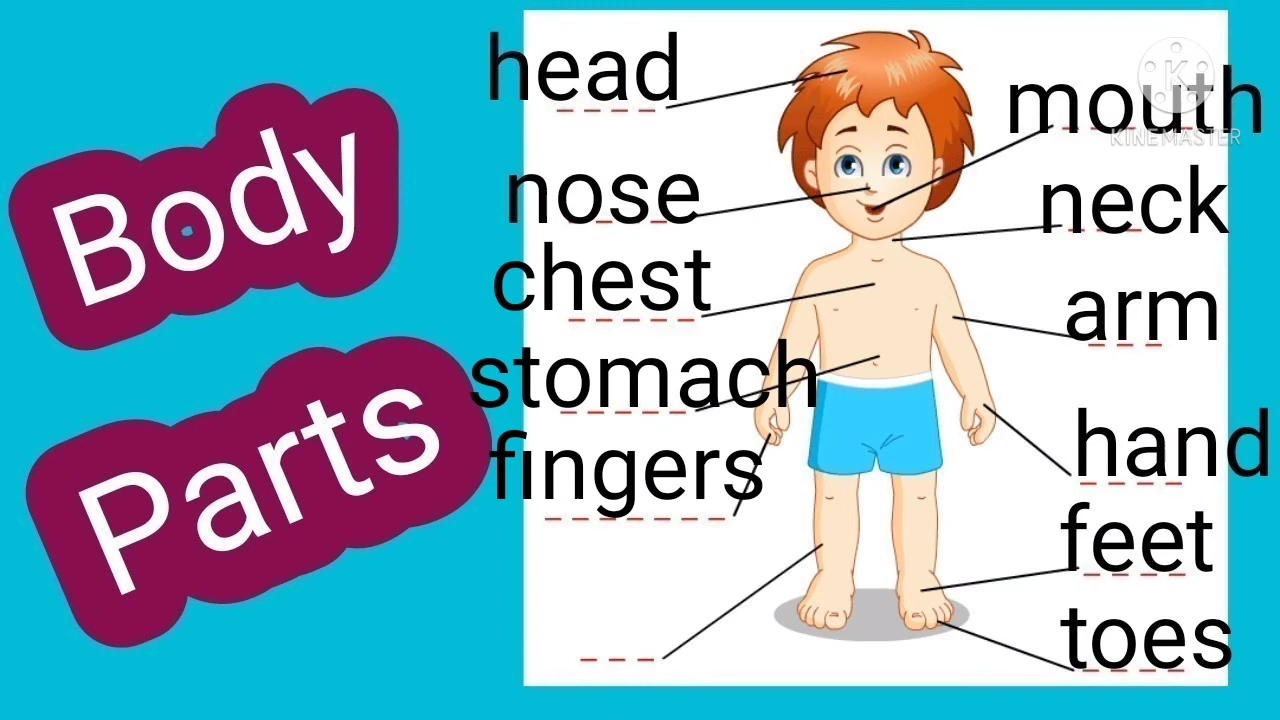 Body
Parts
head
nose
chest
stomach
fingers
mouth
neck
arm
hand
feet
toes
K
KINEMASTER